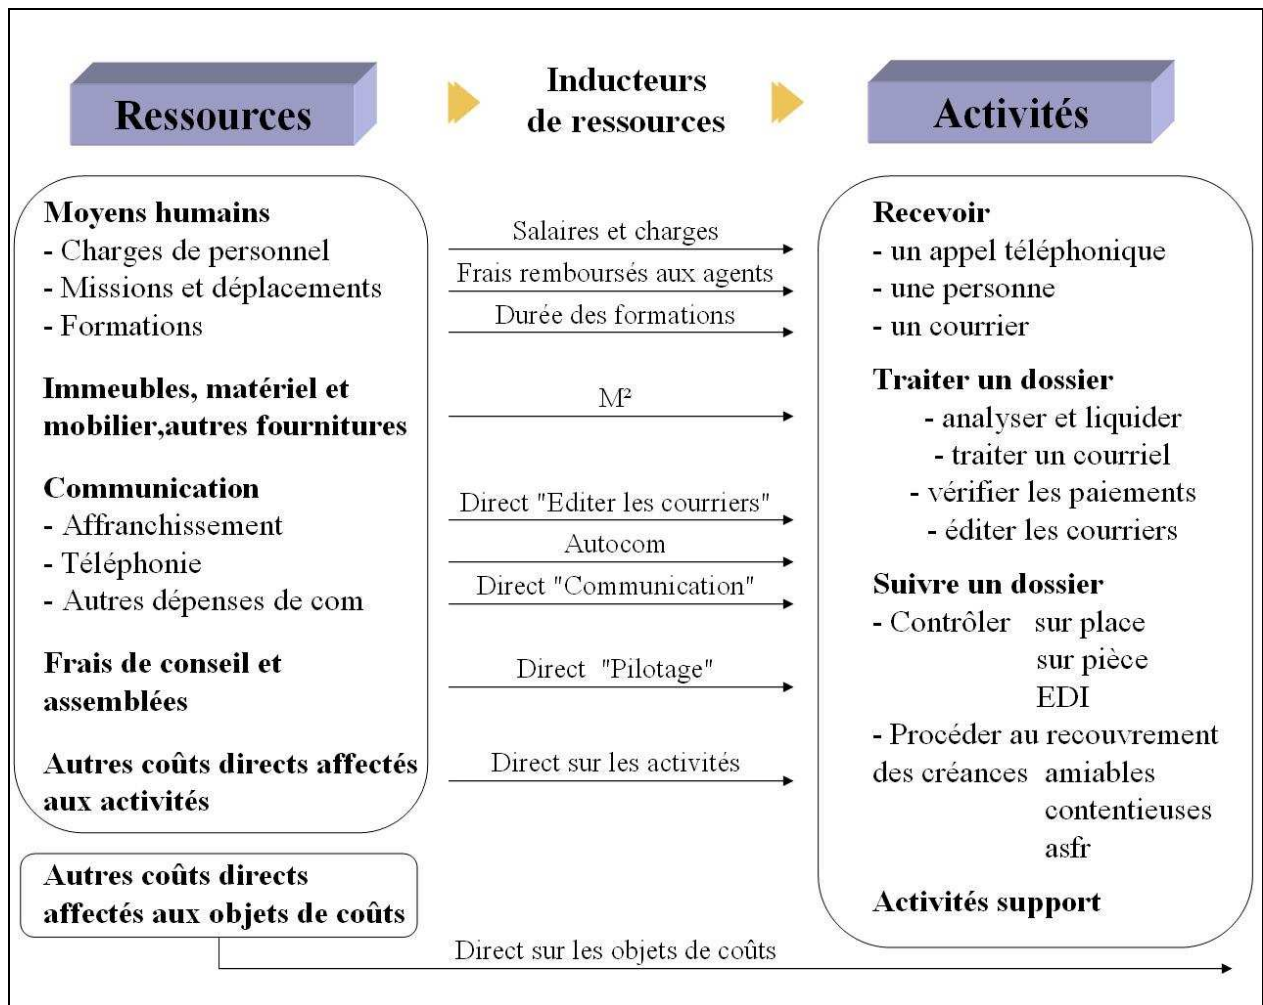 Ressources
Inducteurs
de ressources
Activités
Moyens humains
- Charges de personnel
- Missions et déplacements
- Formations
Immeubles, matériel et
mobilier,autres fournitures
Communication
- Affranchissement
- Téléphonie
- Autres dépenses de com
Frais de conseil et
assemblées
Autres coûts directs affectés
aux activités
Autres coûts directs
affectés aux objets de coûts
Salaires et charges
Frais remboursés aux agents
Durée des formations
M²
Direct "Editer les courriers"
Autocom
Direct "Communication"
Direct "Pilotage"
Direct sur les activités
Direct sur les objets de coûts
Recevoir
- un appel téléphonique
- une personne
- un courrier
Traiter un dossier
- analyser et liquider
- traiter un courriel
- vérifier les paiements
- éditer les courriers
Suivre un dossier
- Contrôler sur place
sur pièce
EDI
- Procéder au recouvrement
des créances amiables
contentieuses
asfr
Activités support